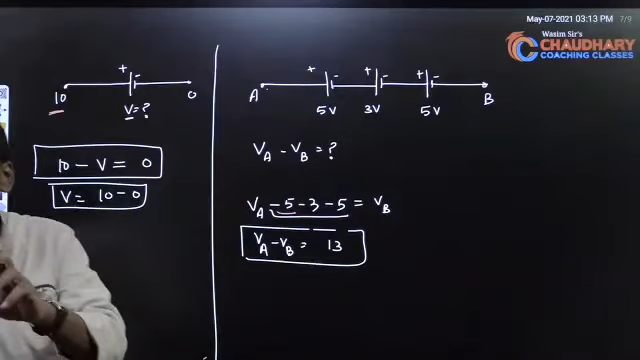 May-07-2021 03:13 PM
7/9
Wasim Sir's
CHAUDHARY
COACHING CLASSES
+ -
10
0
V=?
10 - V = 0
V = 10 - 0
+ - + - + -
A
B
5V 3V 5V
VA - VB = ?
VA - 5 - 3 - 5 = VB
VA - VB = 13